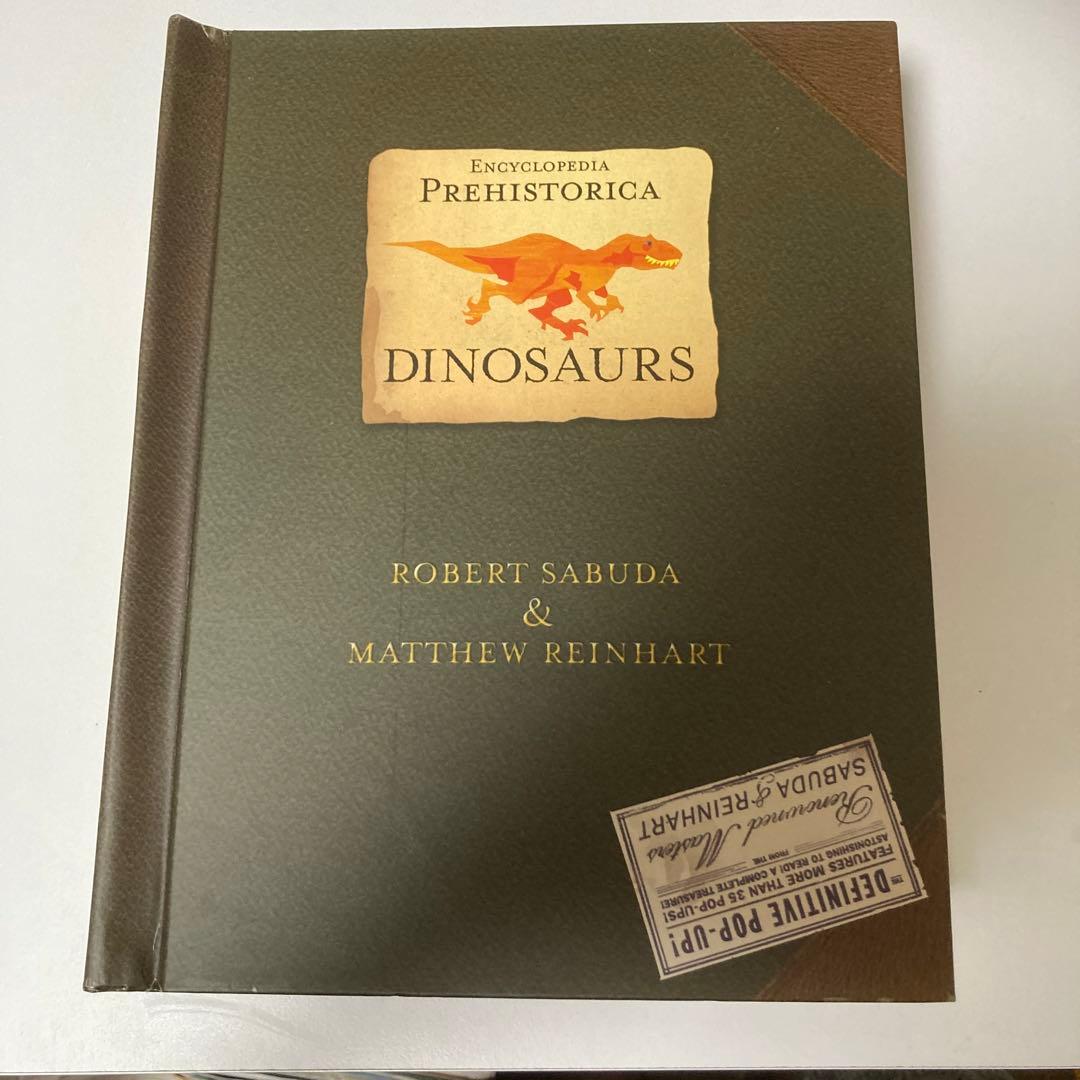 ENCYCLOPEDIA
PREHISTORICA
DINOSAURS
ROBERT SABUDA
&
MATTHEW REINHART
THE DEFINITIVE POP-UP!
FEATURES MORE THAN 35 POP-UPS!
ASTONISHING TO READ! A COMPLETE TREASURE!
FROM THE
Renowned Masters
SABUDA & REINHART